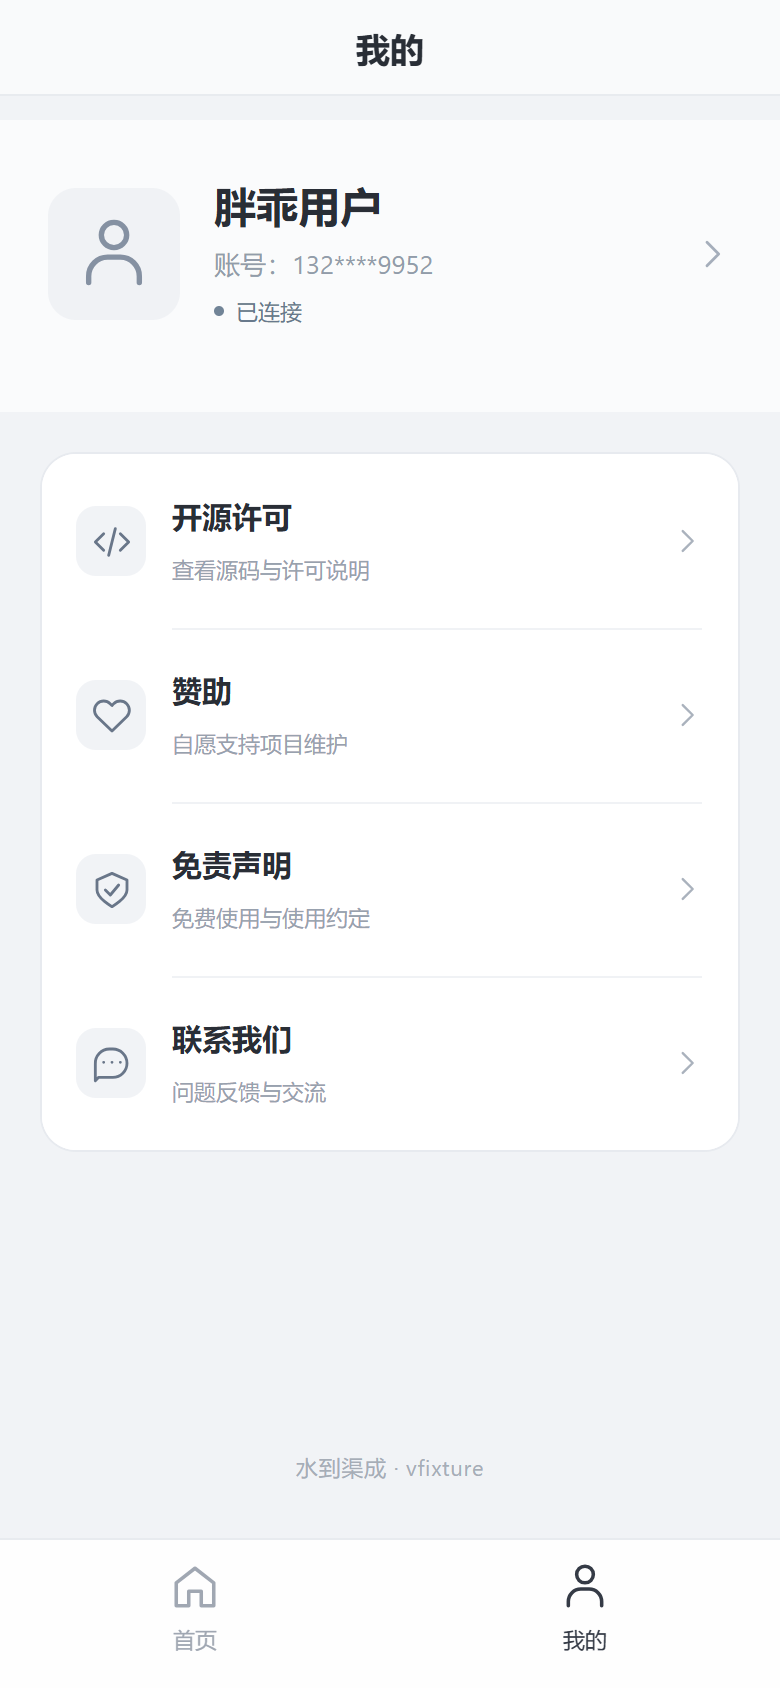 我的
胖乖用户
账号：132****9952
已连接
开源许可
查看源码与许可说明
赞助
自愿支持项目维护
免责声明
免费使用与使用约定
联系我们
问题反馈与交流
水到渠成 · vfixture
首页
我的